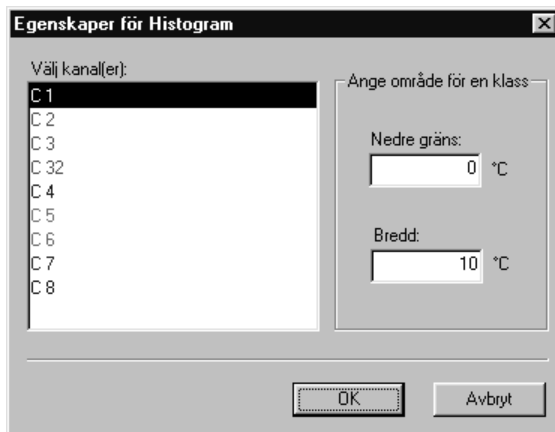 Egenskaper för Histogram
Välj kanal(er):
C 1
C 2
C 3
C 32
C 4
C 5
C 6
C 7
C 8
Ange område för en klass
Nedre gräns:
0 °C
Bredd:
10 °C
OK
Avbryt